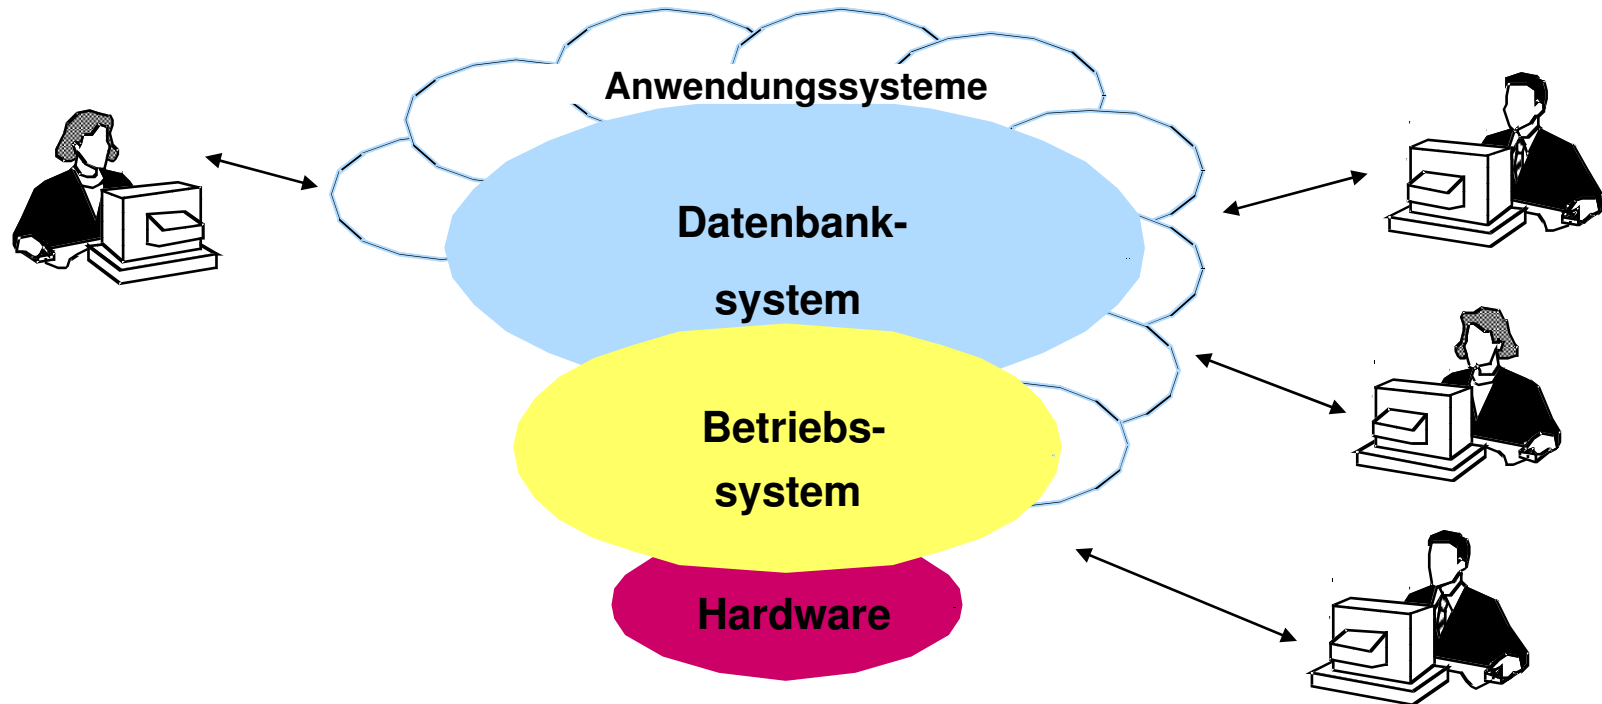 Anwendungssysteme
Datenbank-
system
Betriebs-
system
Hardware